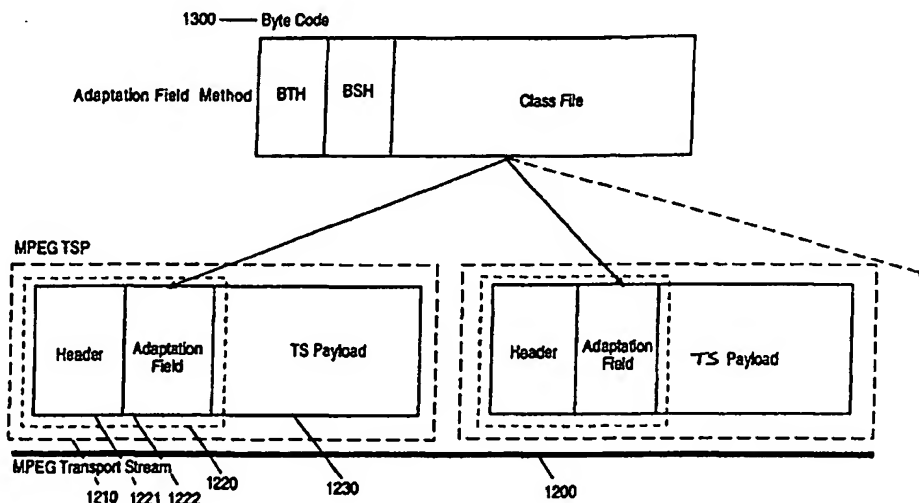 1300 Byte Code
Adaptation Field Method
BTH
BSH
Class File
MPEG TSP
Header
Adaptation Field
TS Payload
Header
Adaptation Field
TS Payload
MPEG Transport Stream
1210
1221
1222
1220
1230
1200